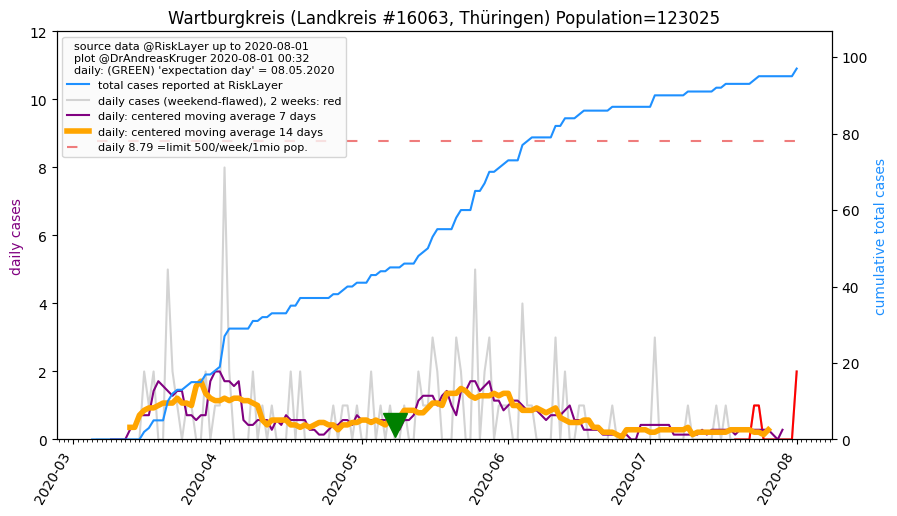 Wartburgkreis (Landkreis #16063, Thüringen) Population=123025
source data @RiskLayer up to 2020-08-01
plot @DrAndreasKruger 2020-08-01 00:32
daily: (GREEN) 'expectation day' = 08.05.2020
total cases reported at RiskLayer
daily cases (weekend-flawed), 2 weeks: red
daily: centered moving average 7 days
daily: centered moving average 14 days
daily 8.79 =limit 500/week/1mio pop.
daily cases
12
10
8
6
4
2
0
cumulative total cases
100
80
60
40
20
0
2020-03
2020-04
2020-05
2020-06
2020-07
2020-08